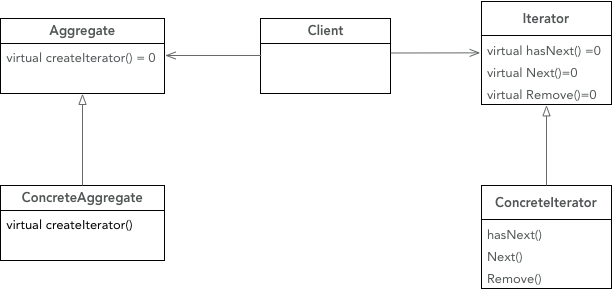 Aggregate
virtual createIterator() = 0
Client
Iterator
virtual hasNext() =0
virtual Next()=0
virtual Remove()=0
ConcreteAggregate
virtual createIterator()
ConcreteIterator
hasNext()
Next()
Remove()